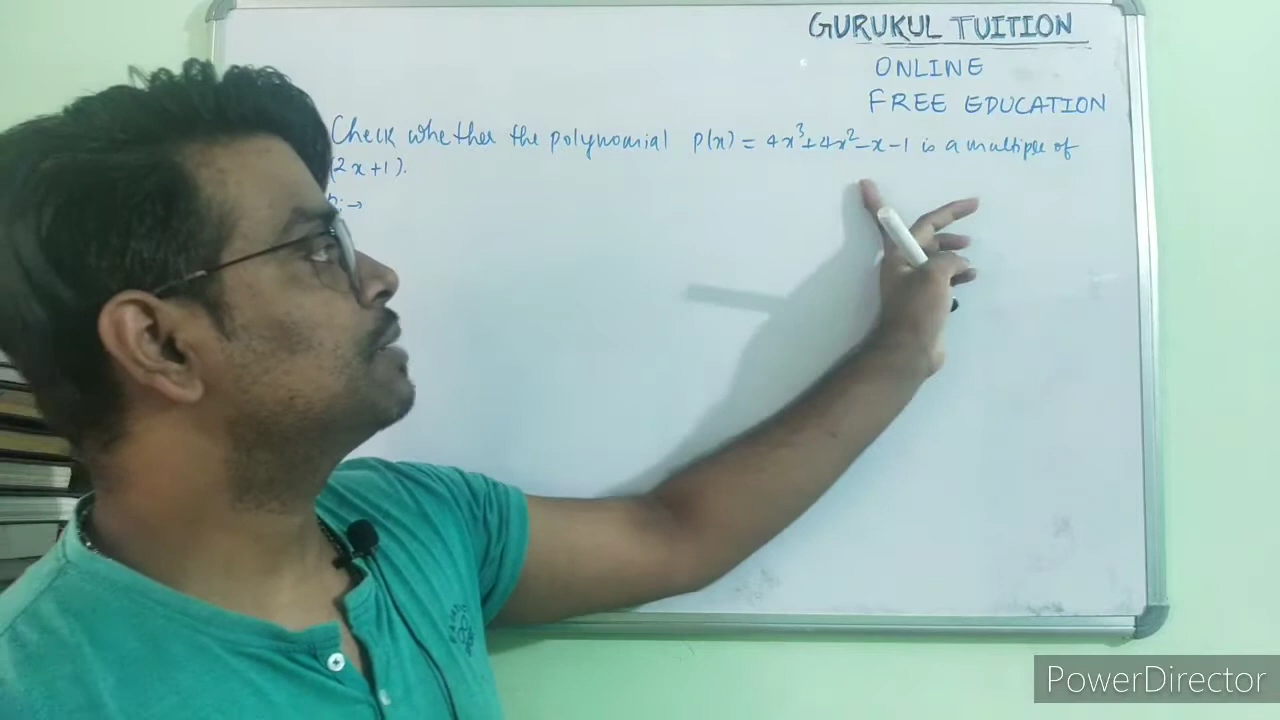 GURUKUL TUITION
ONLINE
FREE EDUCATION
Check whether the polynomial p(x) = 4x³+4x²-x-1 is a multiple of
(2x+1).
:→
PowerDirector